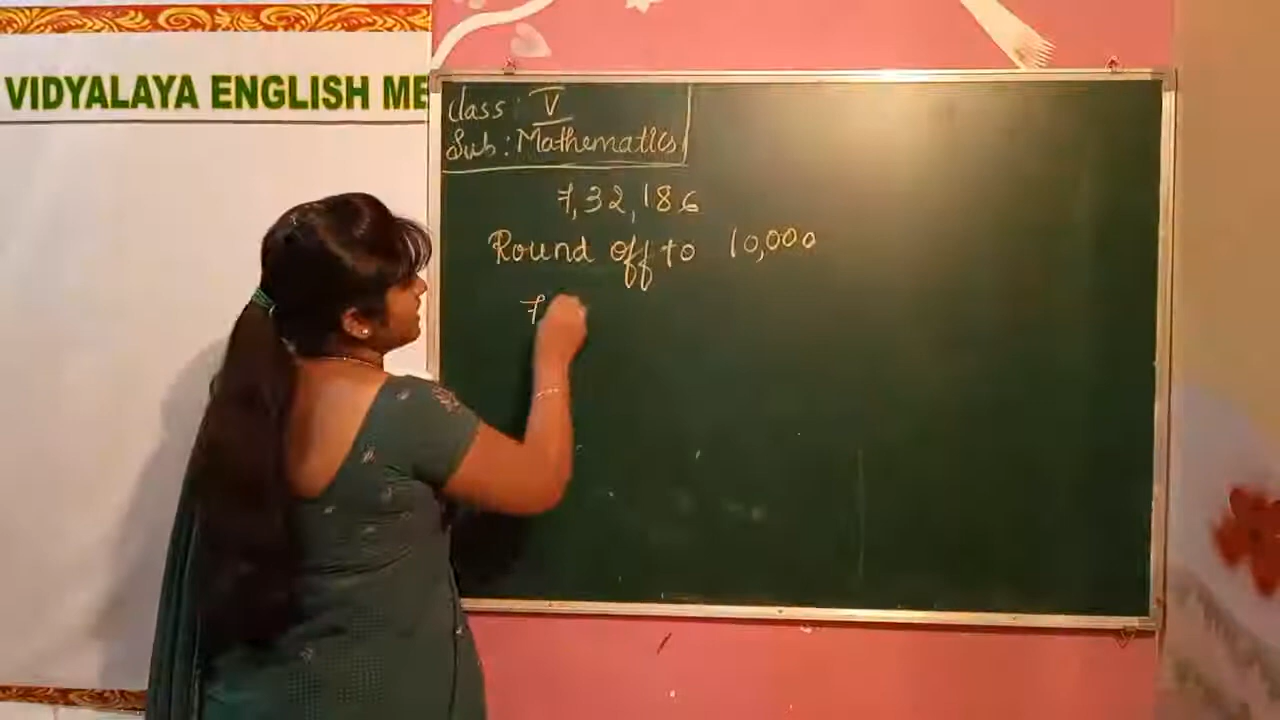 VIDYALAYA ENGLISH ME
Class : V
Sub : Mathematics
7,32,186
Round off to 10,000
7